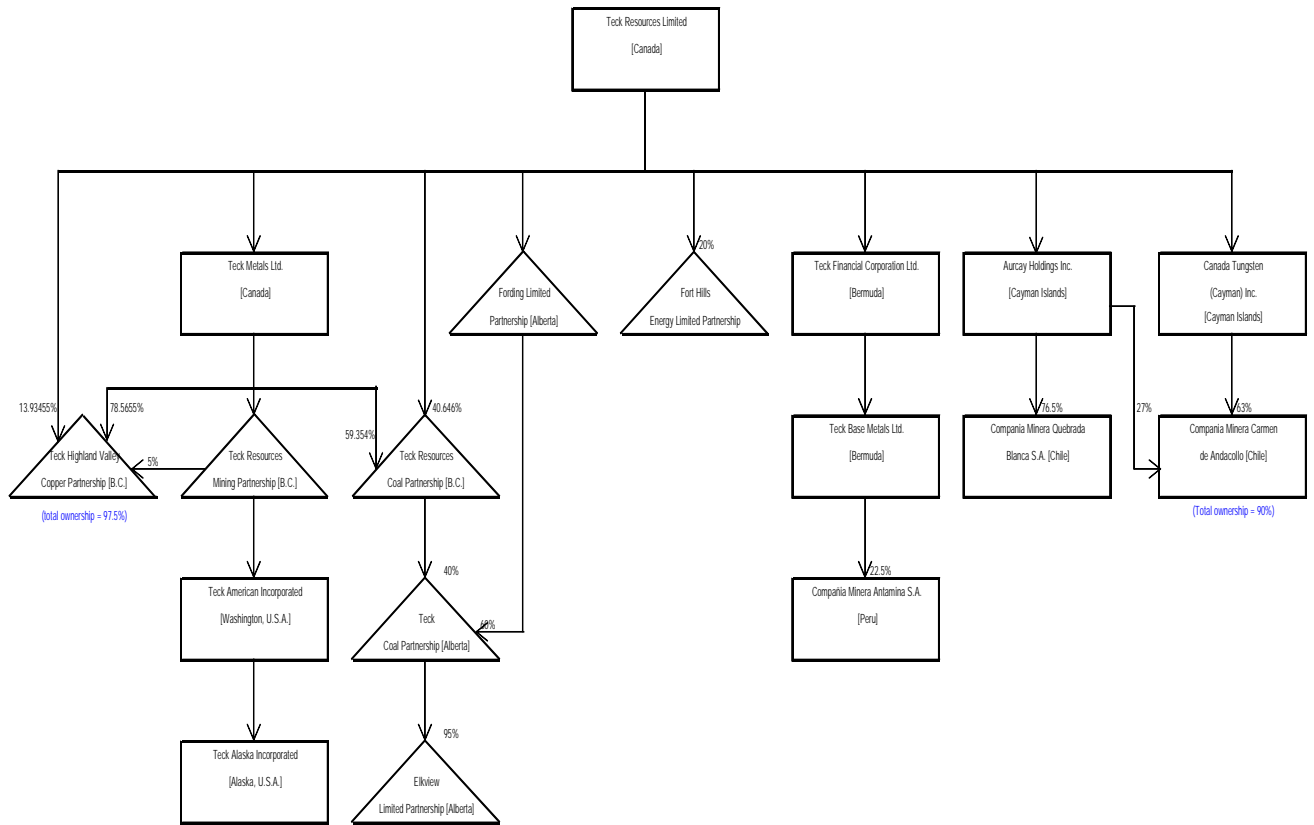 Teck Resources Limited
[Canada]
20%
Teck Metals Ltd.
[Canada]
Fording Limited
Partnership [Alberta]
Fort Hills
Energy Limited Partnership
Teck Financial Corporation Ltd.
[Bermuda]
Aurcay Holdings Inc.
[Cayman Islands]
Canada Tungsten
(Cayman) Inc.
[Cayman Islands]
13.93455%
78.5655%
59.354%
40.646%
76.5%
27%
63%
Teck Highland Valley
Copper Partnership [B.C.]
(total ownership = 97.5%)
5%
Teck Resources
Mining Partnership [B.C.]
Teck Resources
Coal Partnership [B.C.]
Teck Base Metals Ltd.
[Bermuda]
Compania Minera Quebrada
Blanca S.A. [Chile]
Compania Minera Carmen
de Andacollo [Chile]
(Total ownership = 90%)
40%
22.5%
Teck American Incorporated
[Washington, U.S.A.]
Teck
Coal Partnership [Alberta]
60%
Compañia Minera Antamina S.A.
[Peru]
95%
Teck Alaska Incorporated
[Alaska, U.S.A.]
Elkview
Limited Partnership [Alberta]